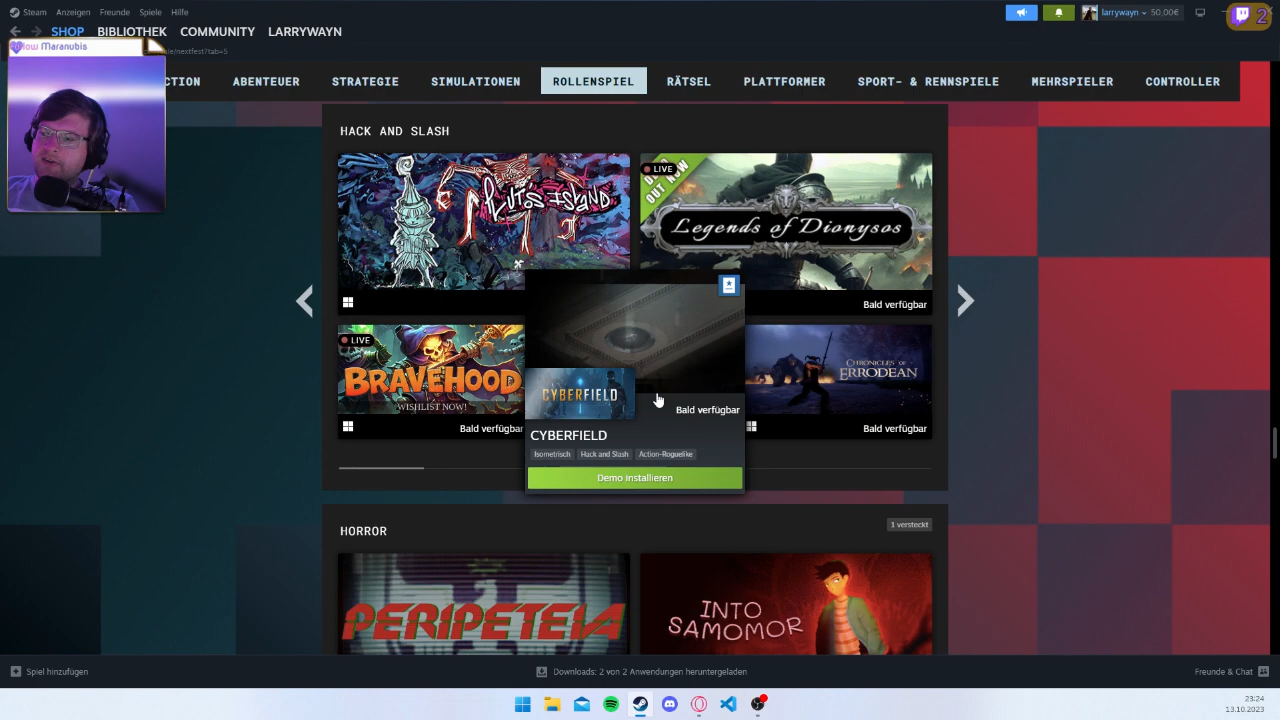 Steam Anzeigen Freunde Spiele Hilfe
larrywayn 50,00€
2
SHOP BIBLIOTHEK COMMUNITY LARRYWAYN
Maranubis
/nextfest?tab=5
CTION ABENTEUER STRATEGIE SIMULATIONEN ROLLENSPIEL RÄTSEL PLATTFORMER SPORT- & RENNSPIELE MEHRSPIELER CONTROLLER
HACK AND SLASH
LIVE
OUT NOW
Legends of Dionysos
Bald verfügbar
LIVE
BRAVEHOOD
WISHLIST NOW!
Bald verfügbar
CYBERFIELD
Bald verfügbar
CYBERFIELD
Isometrisch Hack and Slash Action-Roguelike
Demo installieren
CHRONICLES OF
ERRODEAN
Bald verfügbar
HORROR
1 versteckt
PERIPETEIA
INTO
SAMOMOR
Spiel hinzufügen
Downloads: 2 von 2 Anwendungen heruntergeladen
Freunde & Chat
23:24
13.10.2023